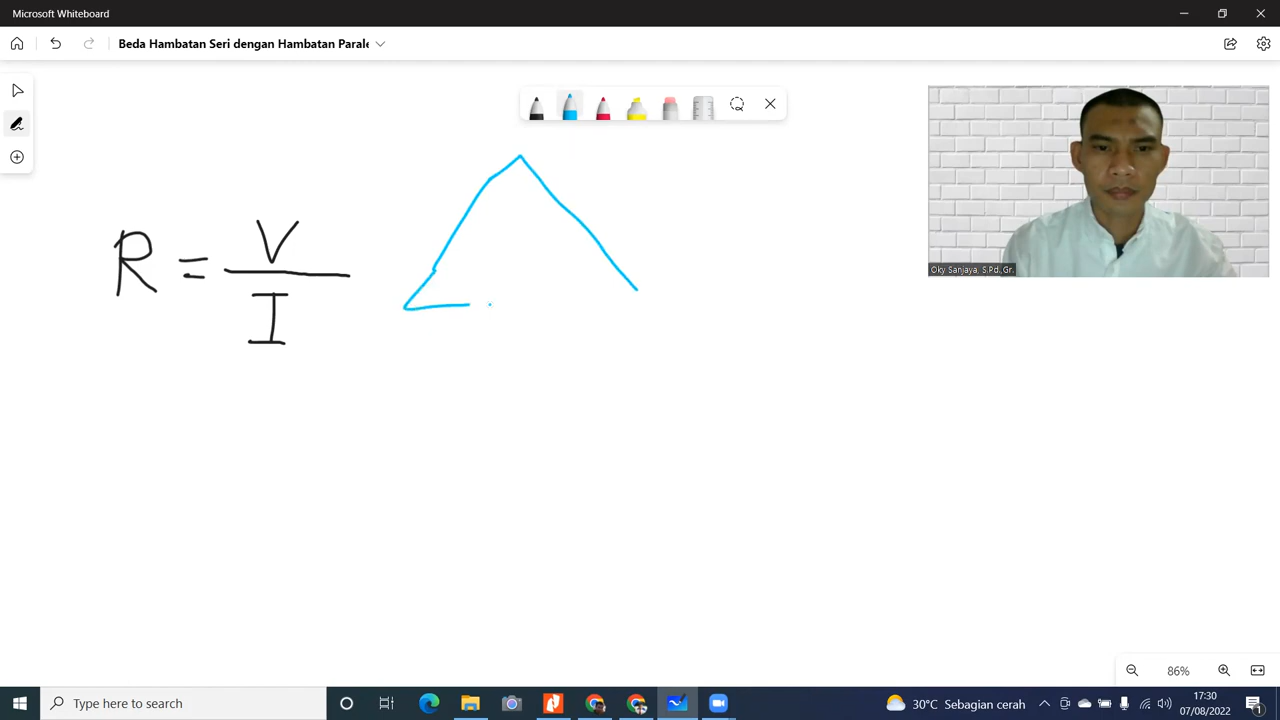 Microsoft Whiteboard
Beda Hambatan Seri dengan Hambatan Parale
R = V
I
Oky Sanjaya, S.Pd. Gr.
86%
Type here to search
30°C Sebagian cerah
17:30
07/08/2022
1